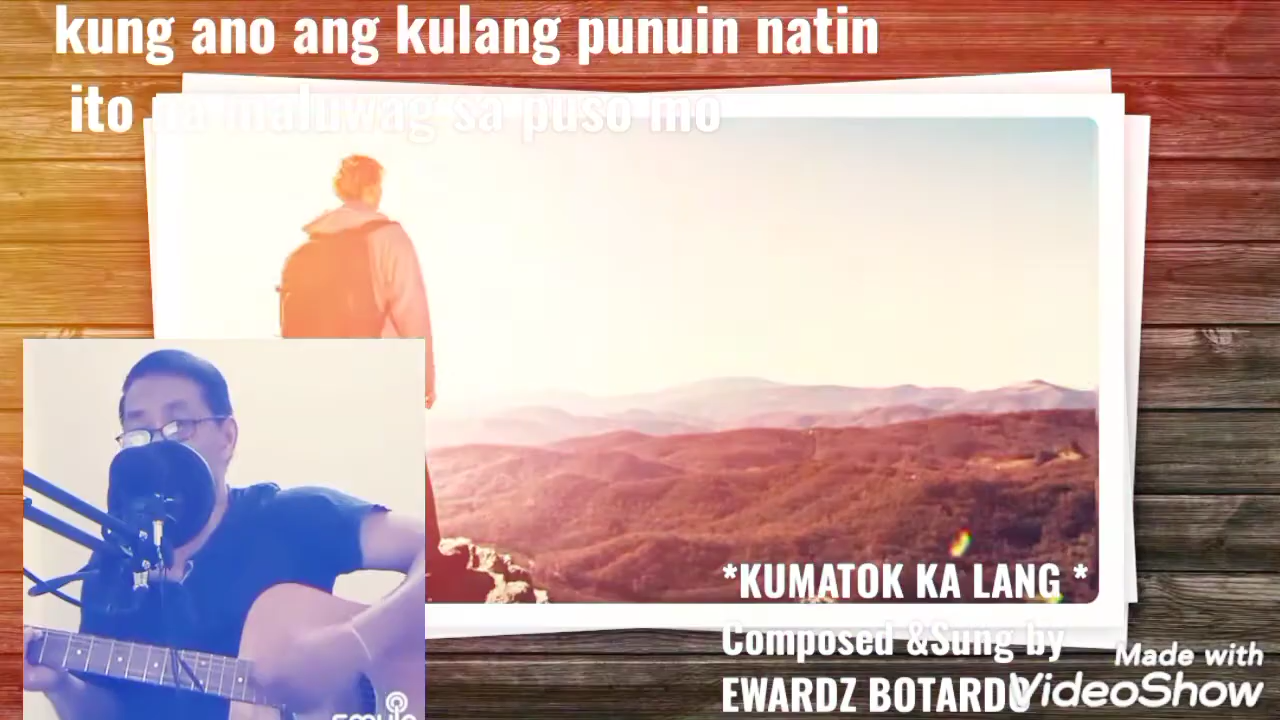 kung ano ang kulang punuin natin
ito na maluwag sa puso mo
*KUMATOK KA LANG *
Composed &Sung by
EWARDZ BOTARDO
Made with
VideoShow